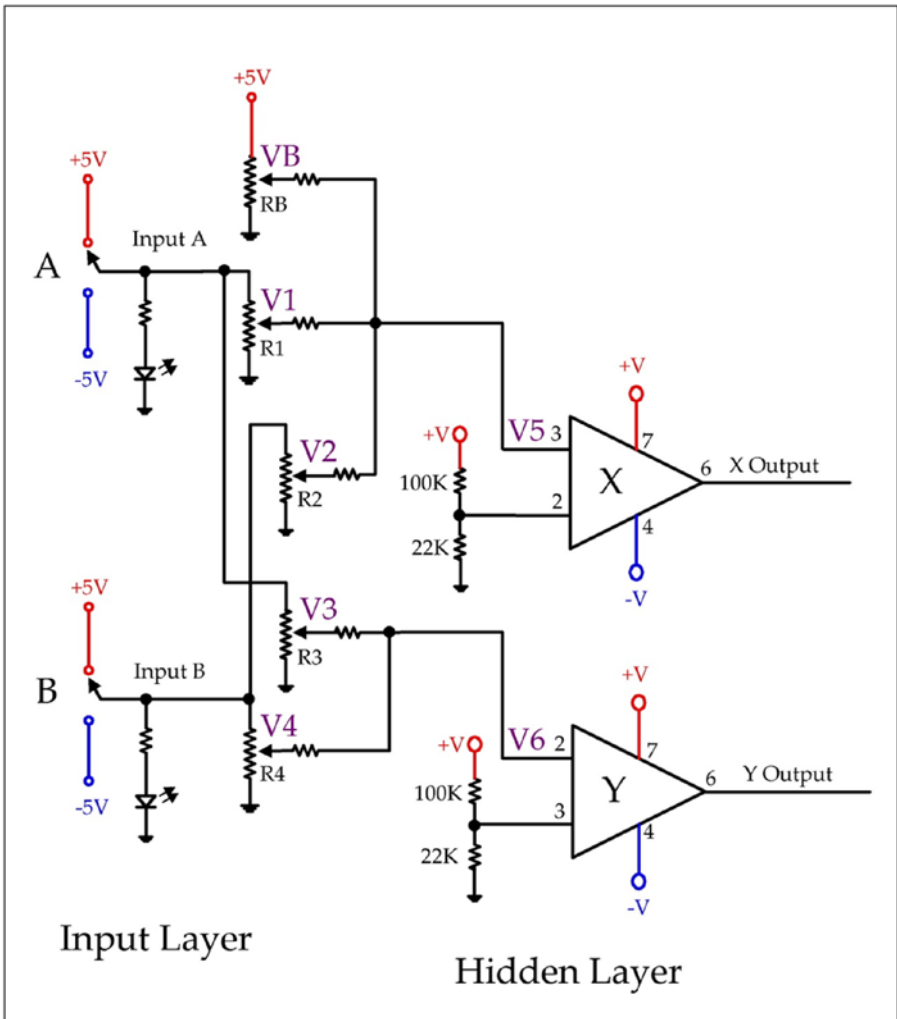 +5V
+5V
VB
RB
Input A
A
V1
R1
-5V
+V
V2
+V
V5
3
7
R2
100K
X
6
X Output
2
4
22K
-V
+5V
V3
R3
Input B
B
+V
V4
+V
V6
2
7
R4
-5V
100K
Y
6
Y Output
3
4
22K
-V
Input Layer
Hidden Layer